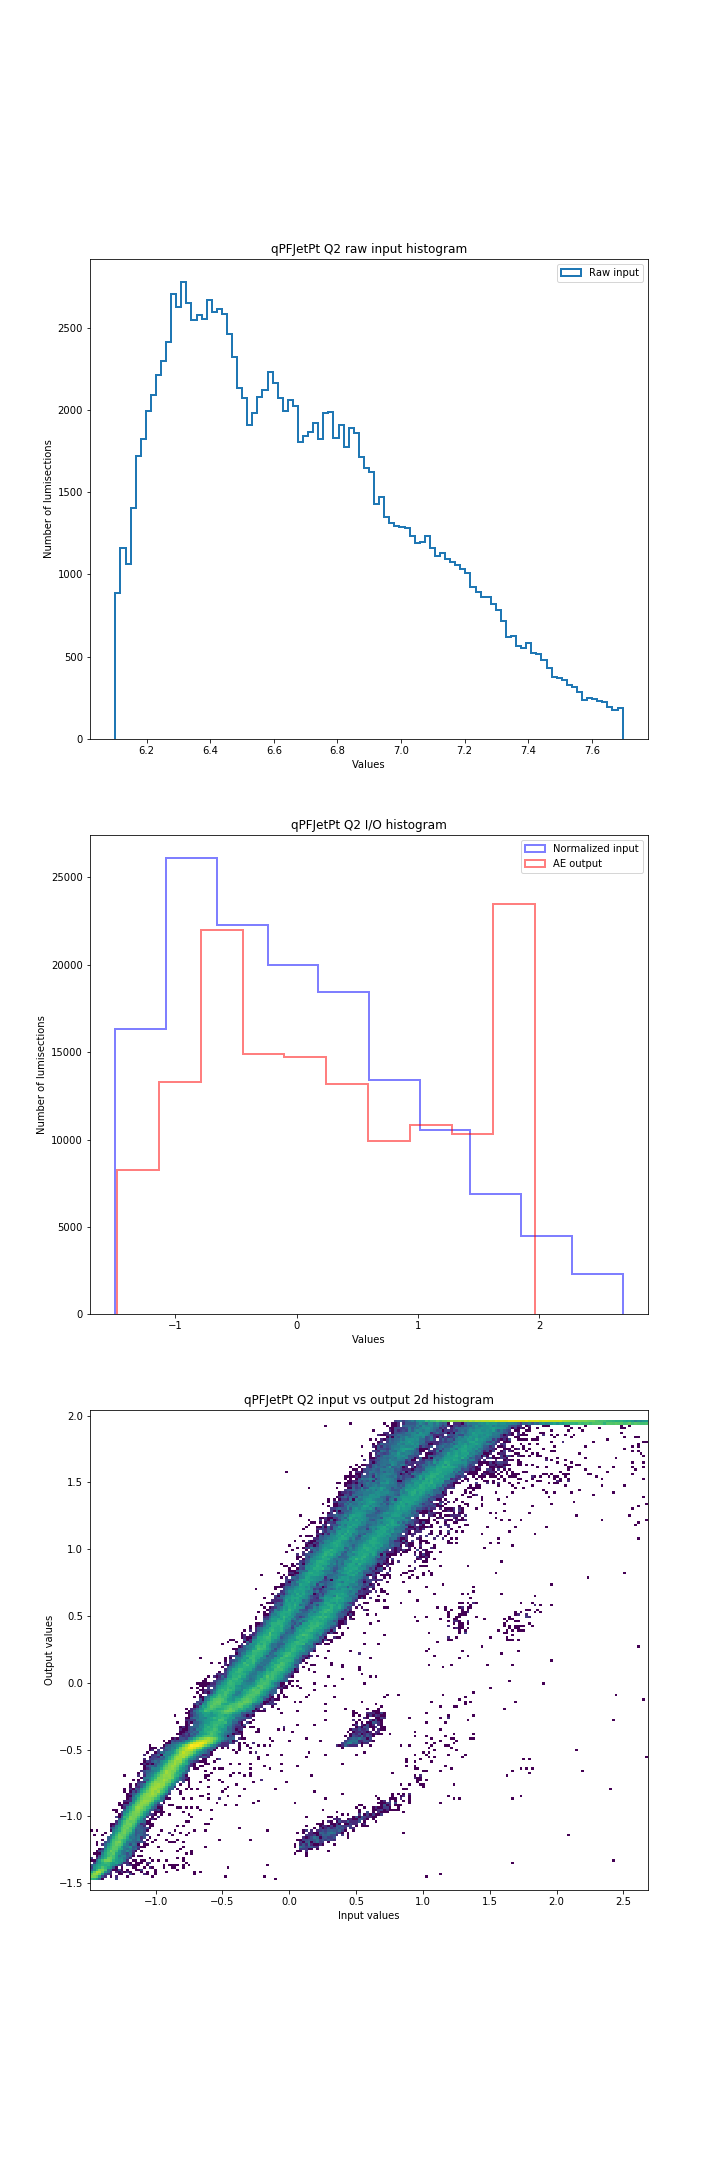 qPFJetPt Q2 raw input histogram
Raw input
Number of lumisections
2500
2000
1500
1000
500
0
6.2 6.4 6.6 6.8 7.0 7.2 7.4 7.6
Values
qPFJetPt Q2 I/O histogram
Normalized input
AE output
Number of lumisections
25000
20000
15000
10000
5000
0
−1 0 1 2
Values
qPFJetPt Q2 input vs output 2d histogram
Output values
2.0
1.5
1.0
0.5
0.0
−0.5
−1.0
−1.5
−1.0 −0.5 0.0 0.5 1.0 1.5 2.0 2.5
Input values